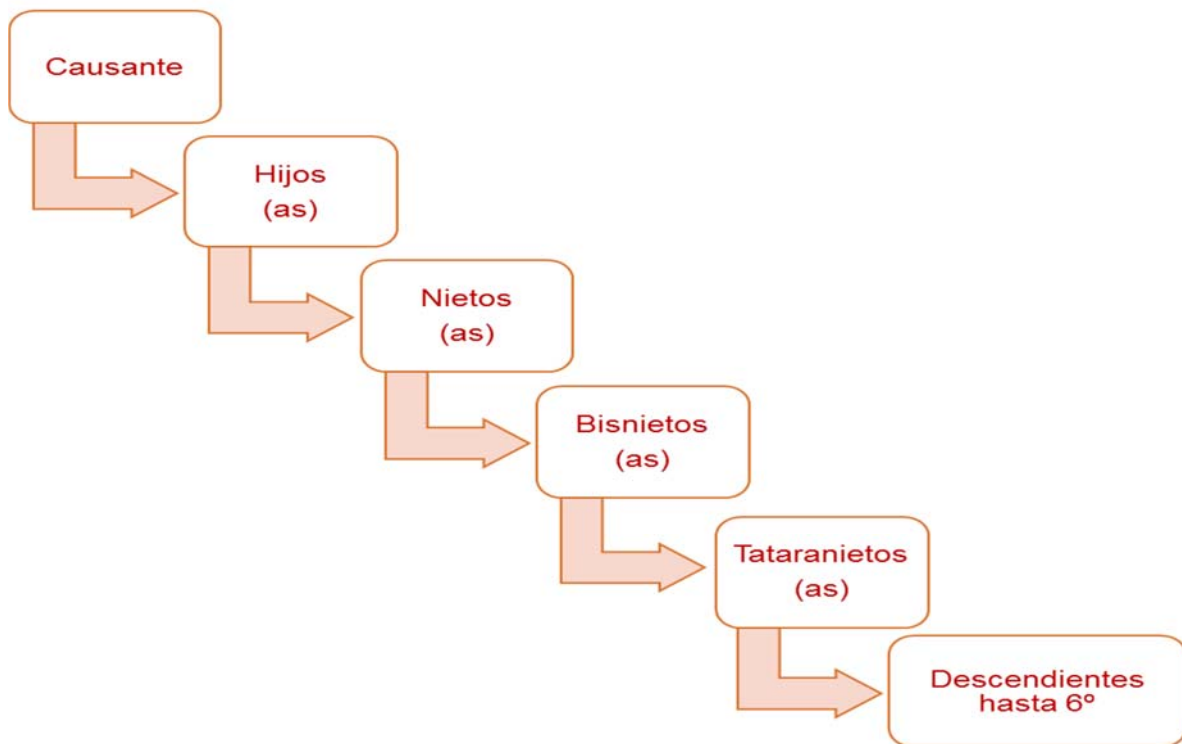 Causante
Hijos
(as)
Nietos
(as)
Bisnietos
(as)
Tataranietos
(as)
Descendientes
hasta 6º